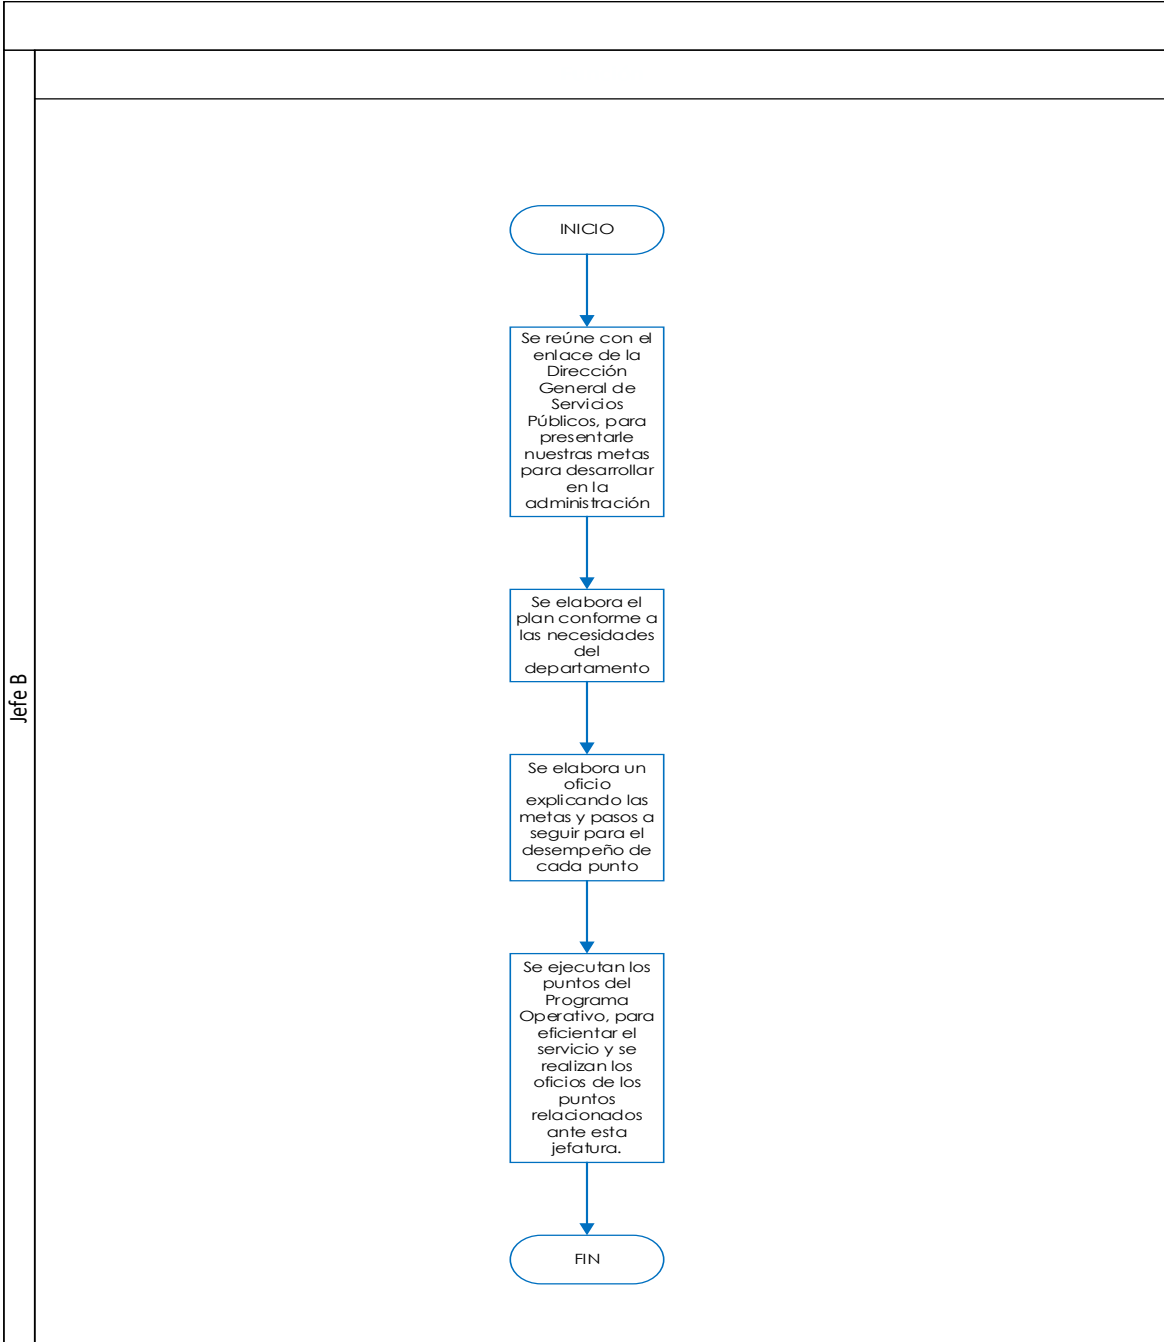 INICIO
Se reúne con el
enlace de la
Dirección
General de
Servicios
Públicos, para
presentarle
nuestras metas
para desarrollar
en la
administración
Se elabora el
plan conforme a
las necesidades
del
departamento
Jefe B
Se elabora un
oficio
explicando las
metas y pasos a
seguir para el
desempeño de
cada punto
Se ejecutan los
puntos del
Programa
Operativo, para
eficientar el
servicio y se
realizan los
oficios de los
puntos
relacionados
ante esta
jefatura.
FIN